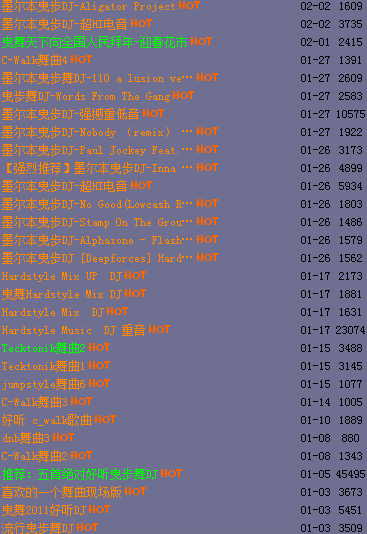 墨尔本曳步DJ-Aligator Project HOT 02-02 1609
墨尔本曳步DJ-超HI电音 HOT 02-02 3735
曳舞天下向全国人民拜年-迎春花市 HOT 02-01 2415
C-Walk舞曲4 HOT 01-27 1391
墨尔本曳步舞DJ-110 a lusion ve… HOT 01-27 2609
曳步舞DJ-Words From The Gang HOT 01-27 2583
墨尔本曳步DJ-强撼重低音 HOT 01-27 10575
墨尔本曳步DJ-Nobody （remix） … HOT 01-27 1922
墨尔本曳步DJ-Paul Jockey Feat … HOT 01-26 3173
【强烈推荐】墨尔本曳步DJ-Inna … HOT 01-26 4899
墨尔本曳步DJ-超HI电音 HOT 01-26 5934
墨尔本曳步DJ-No Good(Lowcash R… HOT 01-26 1803
墨尔本曳步DJ-Stamp On The Grou… HOT 01-26 1486
墨尔本曳步DJ-Alphazone - Flash… HOT 01-26 1579
墨尔本曳步DJ [Deepforces] Hard… HOT 01-26 1562
Hardstyle Mix UP DJ HOT 01-17 2173
曳舞Hardstyle Mix DJ HOT 01-17 1881
Hardstyle Mix DJ HOT 01-17 1631
Hardstyle Music DJ 重音 HOT 01-17 23074
Tecktonik舞曲2 HOT 01-15 3488
Tecktonik舞曲1 HOT 01-15 3145
jumpstyle舞曲6 HOT 01-15 1077
C-Walk舞曲3 HOT 01-14 1005
好听 c_walk歌曲 HOT 01-10 1889
dnb舞曲3 HOT 01-08 880
C-Walk舞曲2 HOT 01-08 1343
推荐：五首绝对好听曳步舞DJ HOT 01-05 45495
喜欢的一个舞曲现场版 HOT 01-03 3673
曳舞2011好听DJ HOT 01-03 5451
流行曳步舞DJ HOT 01-03 3509